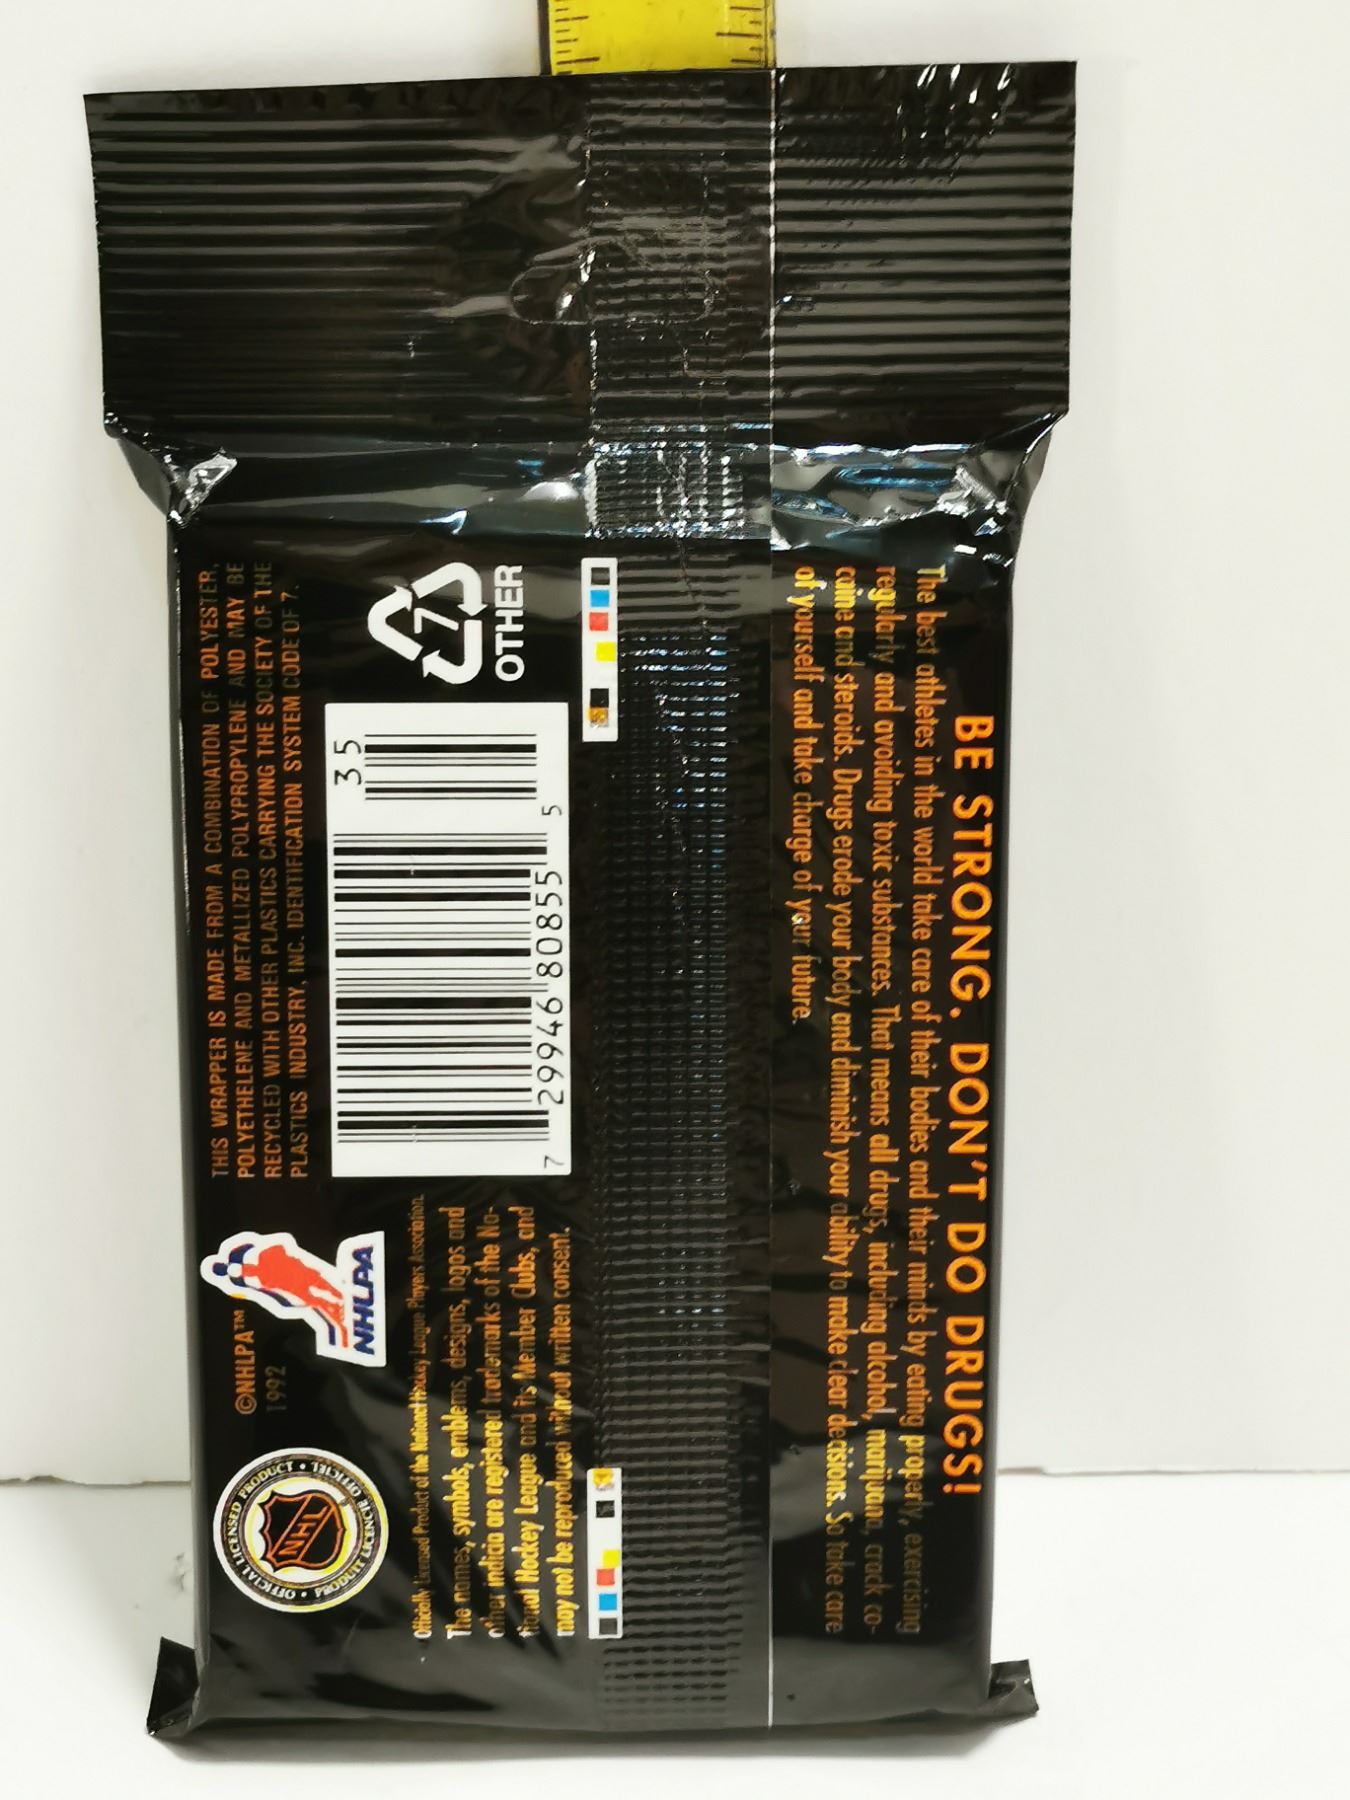 BE STRONG. DON'T DO DRUGS!
The best athletes in the world take care of their bodies and their minds by eating properly, exercising
regularly and avoiding toxic substances. That means all drugs, including alcohol, marijuana, crack co-
caine and steroids. Drugs erode your body and diminish your ability to make clear decisions. So take care
of yourself and take charge of your future.
THIS WRAPPER IS MADE FROM A COMBINATION OF POLYESTER,
POLYETHELENE AND METALLIZED POLYPROPYLENE AND MAY BE
RECYCLED WITH OTHER PLASTICS CARRYING THE SOCIETY OF THE
PLASTICS INDUSTRY, INC. IDENTIFICATION SYSTEM CODE OF 7.
7
OTHER
35
7 29946 80855 5
NHLPA
©NHLPA™
1992
OFFICIAL LICENSED PRODUCT •
NHL
• PRODUIT LICENCIÉ OFFICIEL
Officially Licensed Product of the National Hockey League Players' Association.
The names, symbols, emblems, designs, logos and
other indicia are registered trademarks of the Na-
tional Hockey League and its Member Clubs, and
may not be reproduced without written consent.